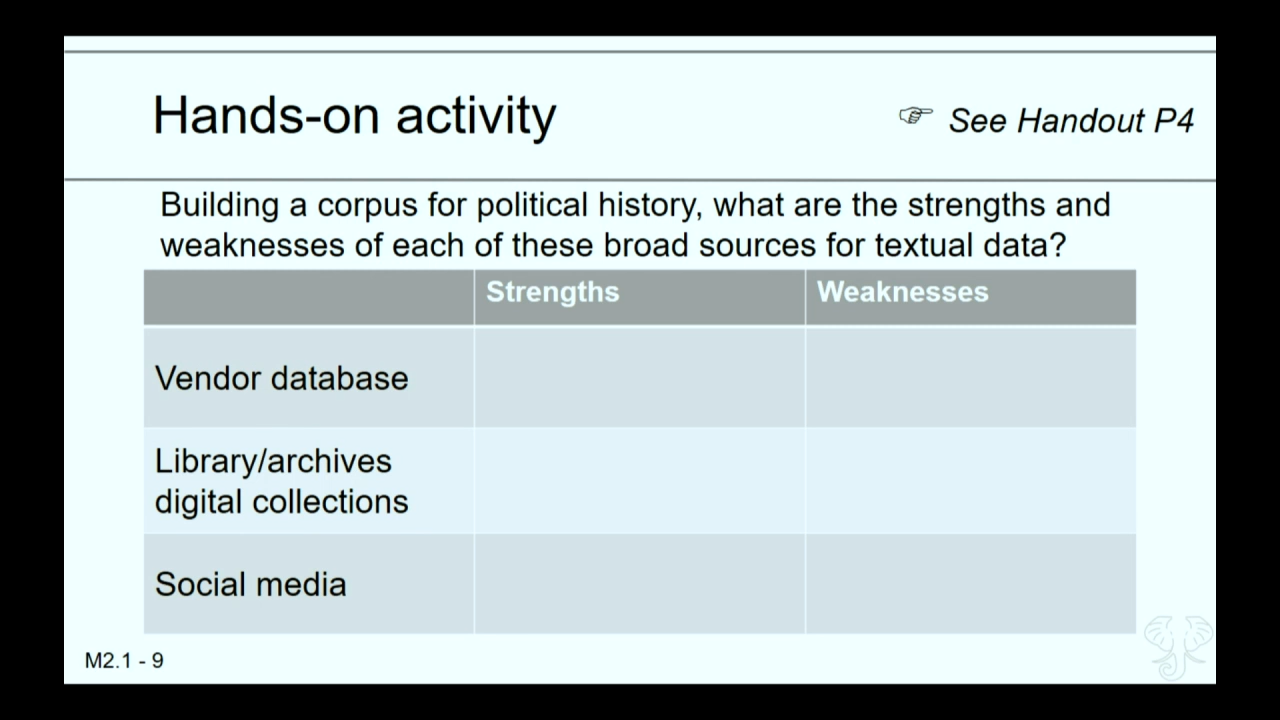 Hands-on activity
☞ See Handout P4
Building a corpus for political history, what are the strengths and
weaknesses of each of these broad sources for textual data?
Strengths Weaknesses
Vendor database
Library/archives
digital collections
Social media
M2.1 - 9